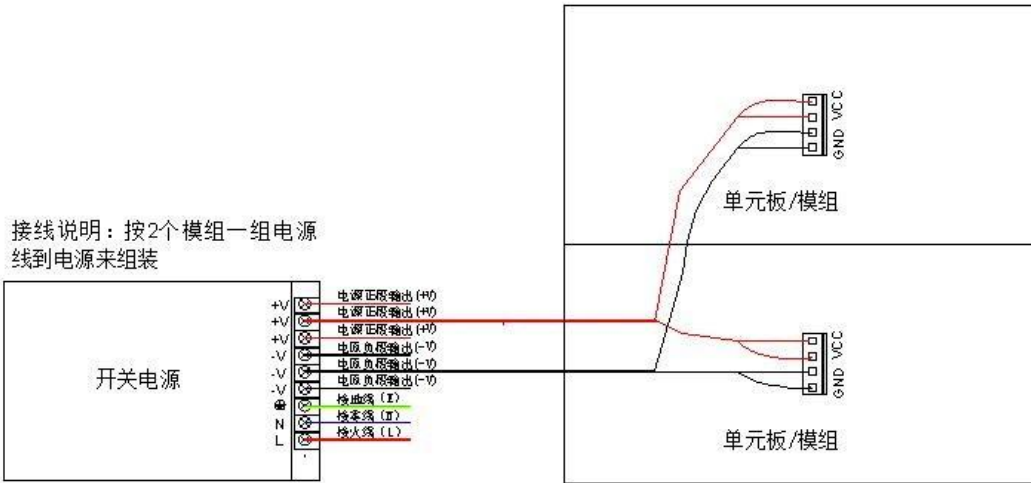 VCC
GND
单元板/模组
接线说明：按2个模组一组电源
线到电源来组装
+V
电源正极输出(+V)
+V
电源正极输出(+V)
+V
电源正极输出(+V)
-V
电源负极输出(-V)
-V
电源负极输出(-V)
-V
电源负极输出(-V)
接地线（E）
N
接零线（N）
L
接火线（L）
开关电源
VCC
GND
单元板/模组